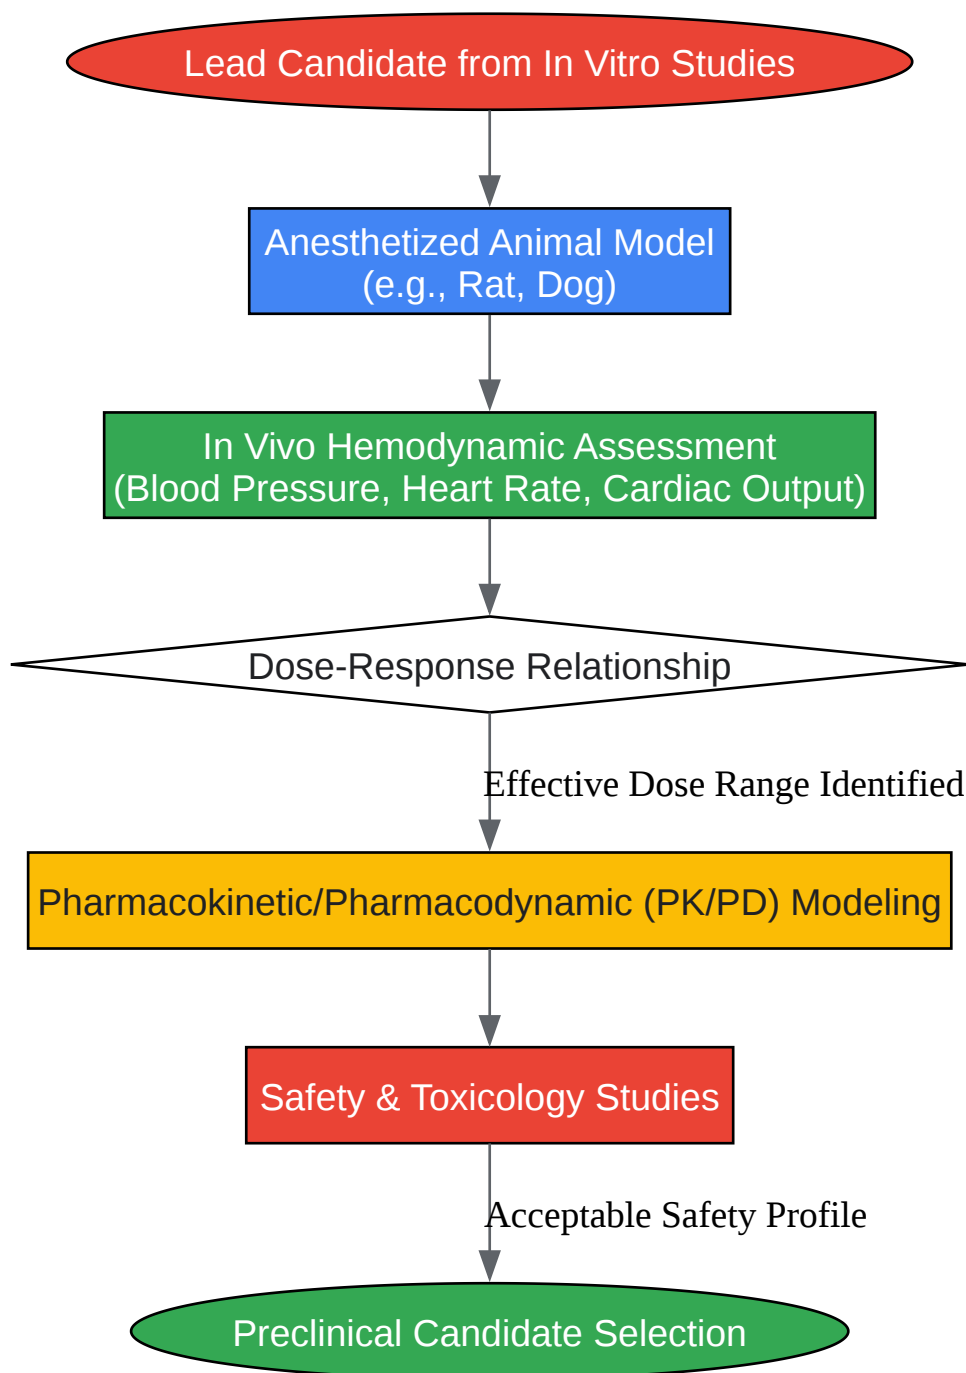 Lead Candidate from In Vitro Studies
Anesthetized Animal Model
(e.g., Rat, Dog)
In Vivo Hemodynamic Assessment
(Blood Pressure, Heart Rate, Cardiac Output)
Dose-Response Relationship
Effective Dose Range Identified
Pharmacokinetic/Pharmacodynamic (PK/PD) Modeling
Safety & Toxicology Studies
Acceptable Safety Profile
Preclinical Candidate Selection